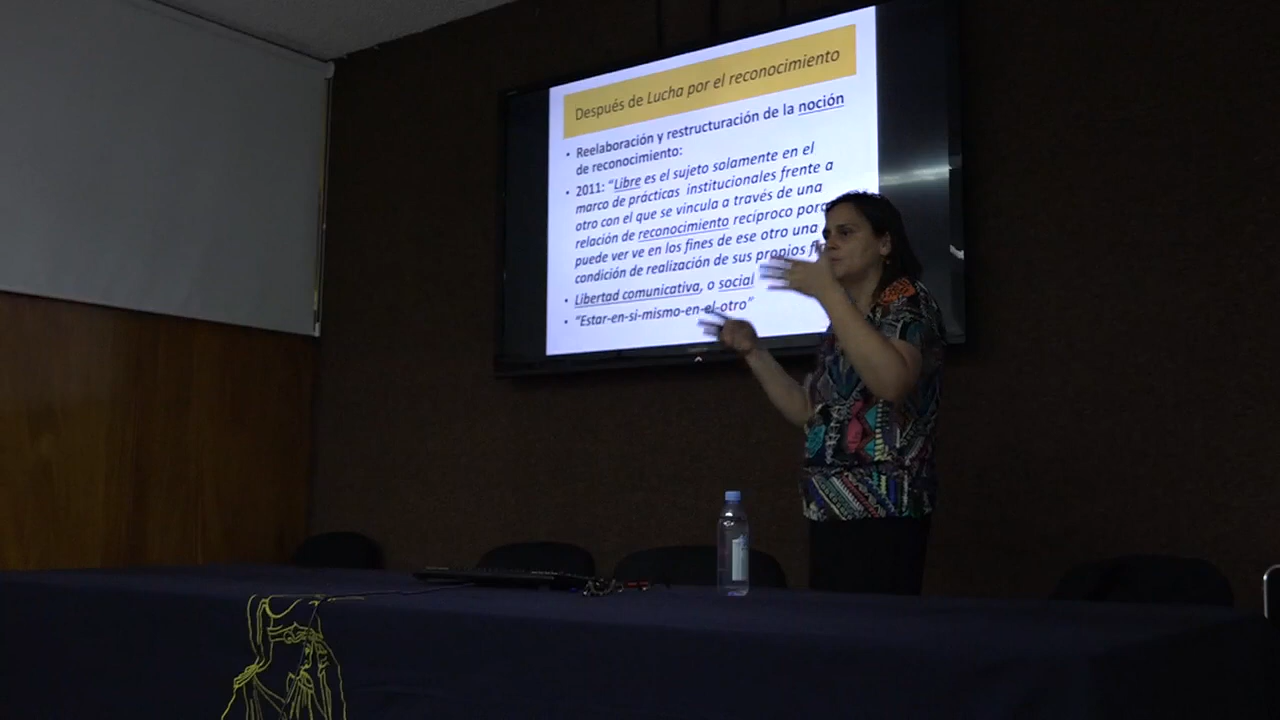 Después de Lucha por el reconocimiento
• Reelaboración y restructuración de la noción
de reconocimiento:
• 2011: “Libre es el sujeto solamente en el
marco de prácticas institucionales frente a
otro con el que se vincula a través de una
relación de reconocimiento recíproco
puede ver ve en los fines de ese otro una
condición de realización de sus propios
• Libertad comunicativa, o social
• “Estar-en-si-mismo-en-el-otro”